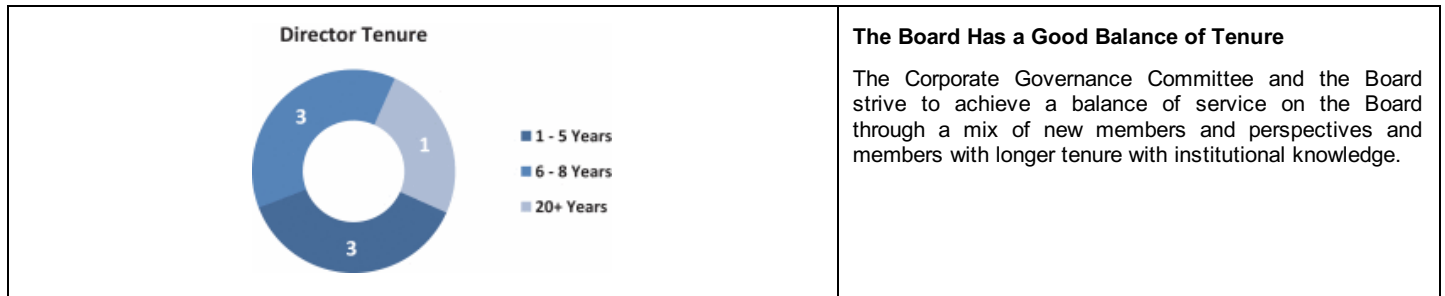 Director Tenure
3
1
3
1 - 5 Years
6 - 8 Years
20+ Years
The Board Has a Good Balance of Tenure
The Corporate Governance Committee and the Board
strive to achieve a balance of service on the Board
through a mix of new members and perspectives and
members with longer tenure with institutional knowledge.